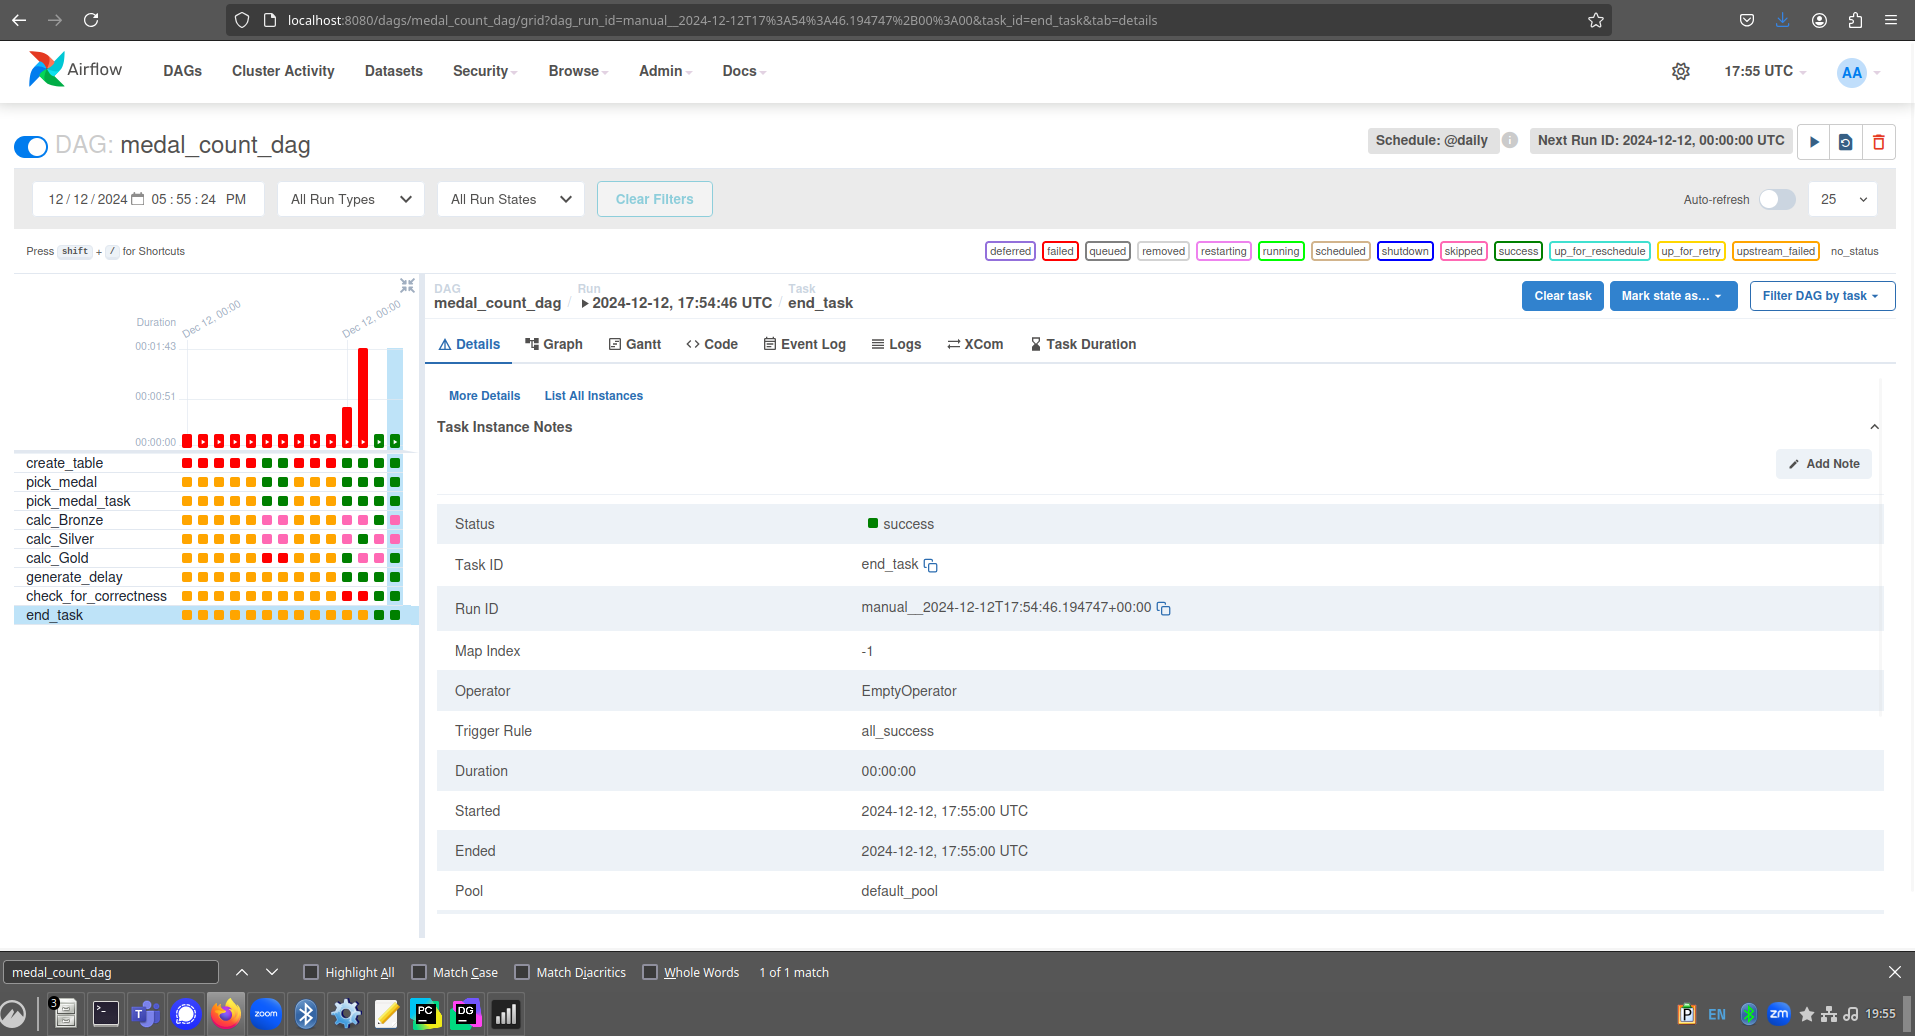 localhost:8080/dags/medal_count_dag/grid?dag_run_id=manual__2024-12-12T17%3A54%3A46.194747%2B00%3A00&task_id=end_task&tab=details
Airflow
DAGs
Cluster Activity
Datasets
Security
Browse
Admin
Docs
17:55 UTC
AA
DAG: medal_count_dag
Schedule: @daily
Next Run ID: 2024-12-12, 00:00:00 UTC
12/12/2024 05:55:24 PM
All Run Types
All Run States
Clear Filters
Auto-refresh
25
Press shift + / for Shortcuts
deferred
failed
queued
removed
restarting
running
scheduled
shutdown
skipped
success
up_for_reschedule
up_for_retry
upstream_failed
no_status
Duration
Dec 12, 00:00
Dec 12, 00:00
00:01:43
00:00:51
00:00:00
create_table
pick_medal
pick_medal_task
calc_Bronze
calc_Silver
calc_Gold
generate_delay
check_for_correctness
end_task
DAG
medal_count_dag
/
Run
2024-12-12, 17:54:46 UTC
/
Task
end_task
Clear task
Mark state as...
Filter DAG by task
Details
Graph
Gantt
Code
Event Log
Logs
XCom
Task Duration
More Details
List All Instances
Task Instance Notes
Add Note
Status success
Task ID end_task
Run ID manual__2024-12-12T17:54:46.194747+00:00
Map Index -1
Operator EmptyOperator
Trigger Rule all_success
Duration 00:00:00
Started 2024-12-12, 17:55:00 UTC
Ended 2024-12-12, 17:55:00 UTC
Pool default_pool
medal_count_dag
Highlight All
Match Case
Match Diacritics
Whole Words
1 of 1 match
3
T
zoom
PC
DG
P
EN
zm
19:55